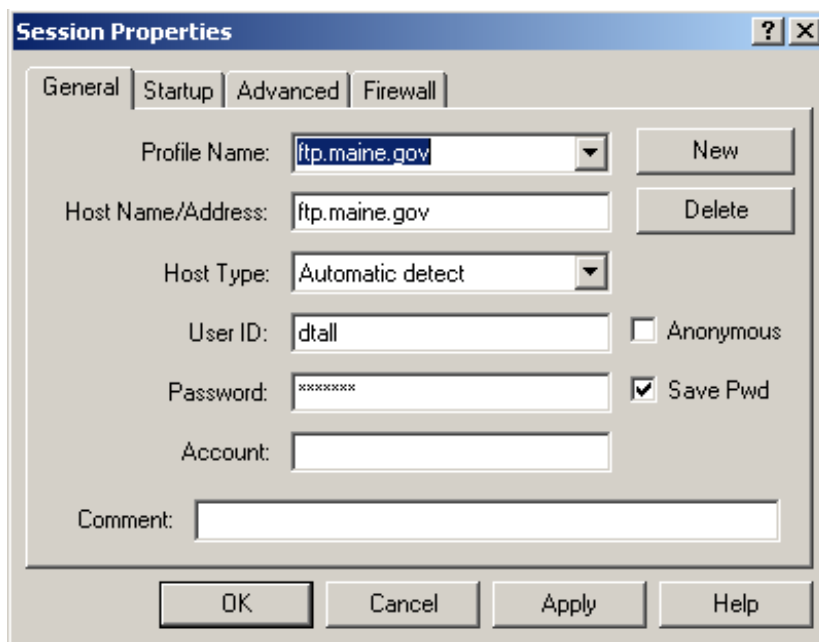 Session Properties
General Startup Advanced Firewall
Profile Name: ftp.maine.gov New
Host Name/Address: ftp.maine.gov Delete
Host Type: Automatic detect
User ID: dtall Anonymous
Password: ******* Save Pwd
Account:
Comment:
OK Cancel Apply Help